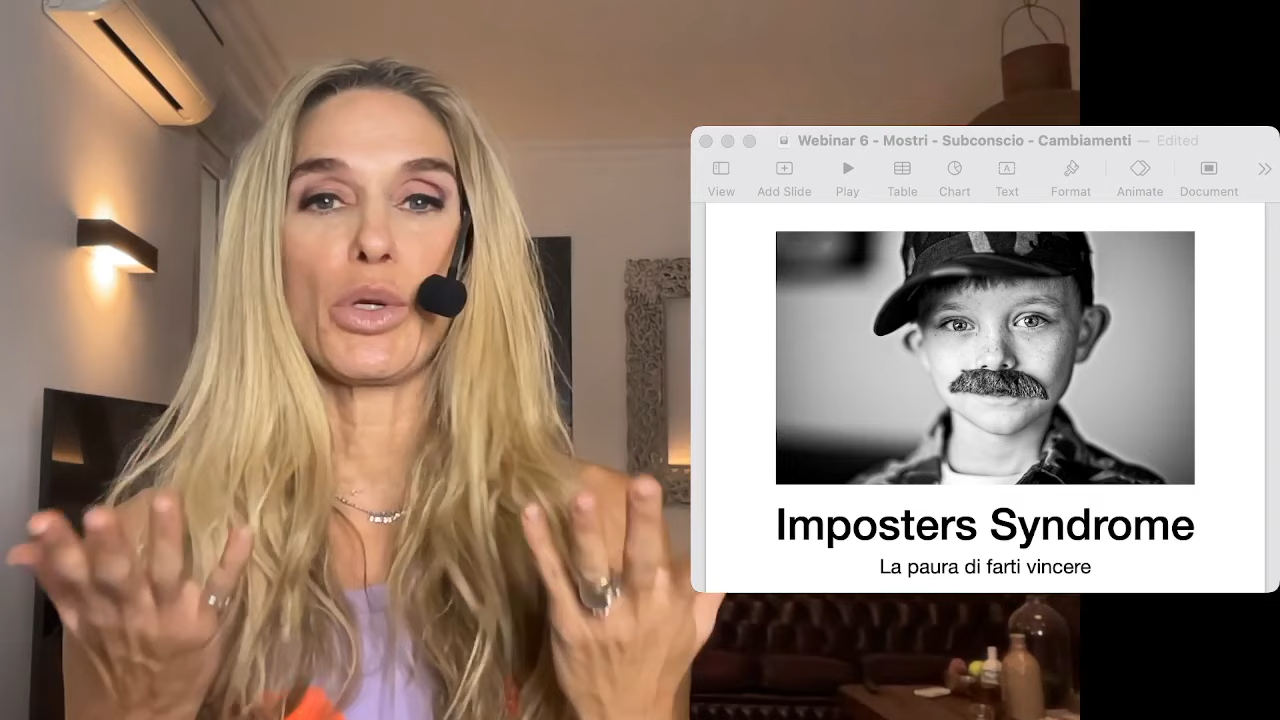 Webinar 6 - Mostri - Subconscio - Cambiamenti — Edited
View Add Slide Play Table Chart Text Format Animate Document
Imposters Syndrome
La paura di farti vincere